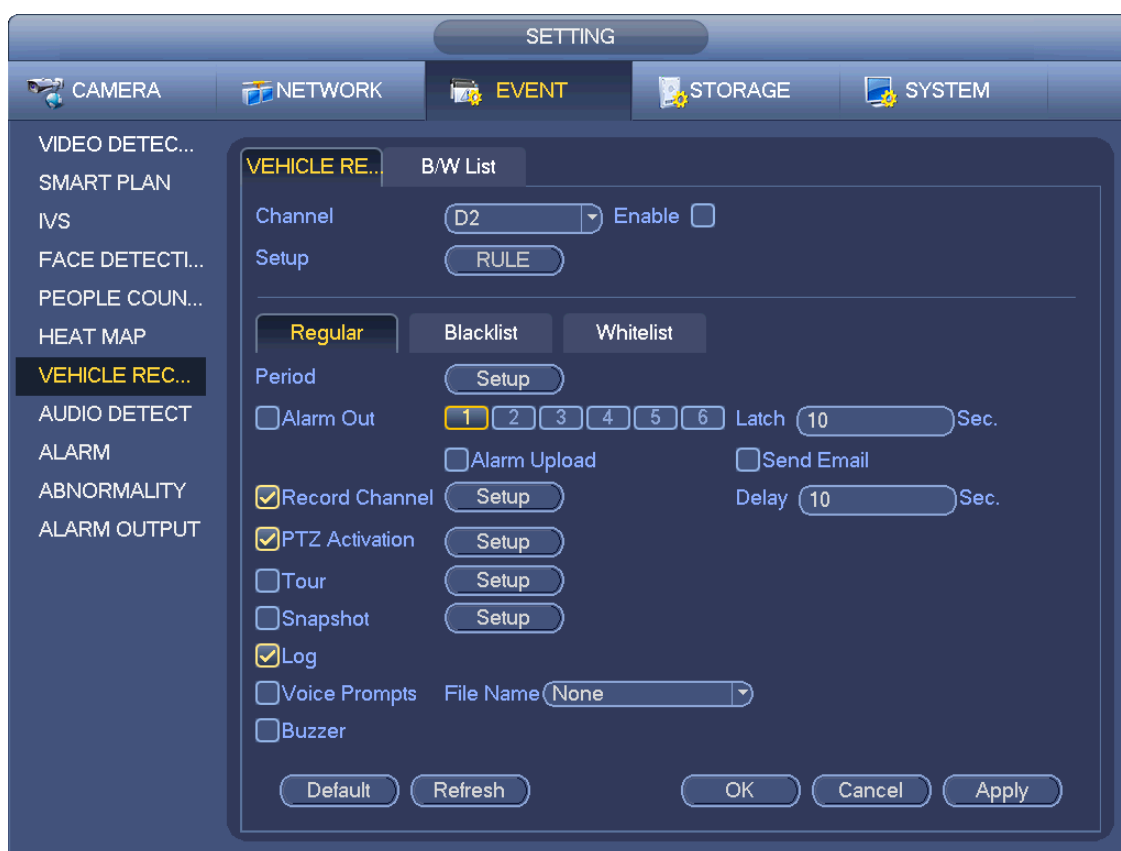 SETTING
CAMERA NETWORK EVENT STORAGE SYSTEM
VIDEO DETEC...
SMART PLAN
IVS
FACE DETECTI...
PEOPLE COUN...
HEAT MAP
VEHICLE REC...
AUDIO DETECT
ALARM
ABNORMALITY
ALARM OUTPUT
VEHICLE RE... B/W List
Channel D2 Enable
Setup RULE
Regular Blacklist Whitelist
Period Setup
Alarm Out 1 2 3 4 5 6 Latch 10 Sec.
Alarm Upload Send Email
Record Channel Setup Delay 10 Sec.
PTZ Activation Setup
Tour Setup
Snapshot Setup
Log
Voice Prompts File Name None
Buzzer
Default Refresh OK Cancel Apply